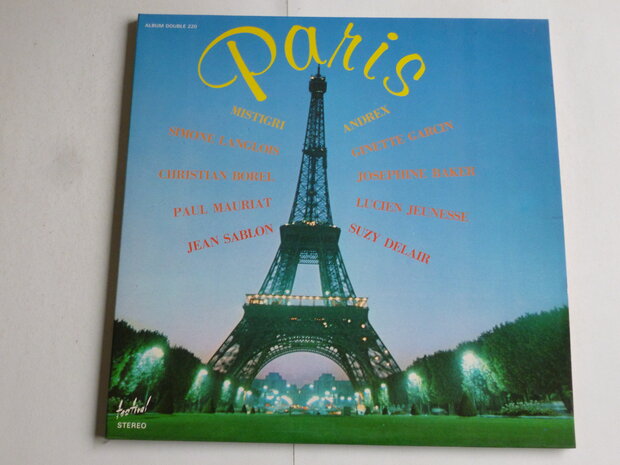 ALBUM DOUBLE 220
Paris
MISTIGRI
ANDREX
SIMONE LANGLOIS
GINETTE GARCIN
CHRISTIAN BOREL
JOSEPHINE BAKER
PAUL MAURIAT
LUCIEN JEUNESSE
JEAN SABLON
SUZY DELAIR
festival
STEREO